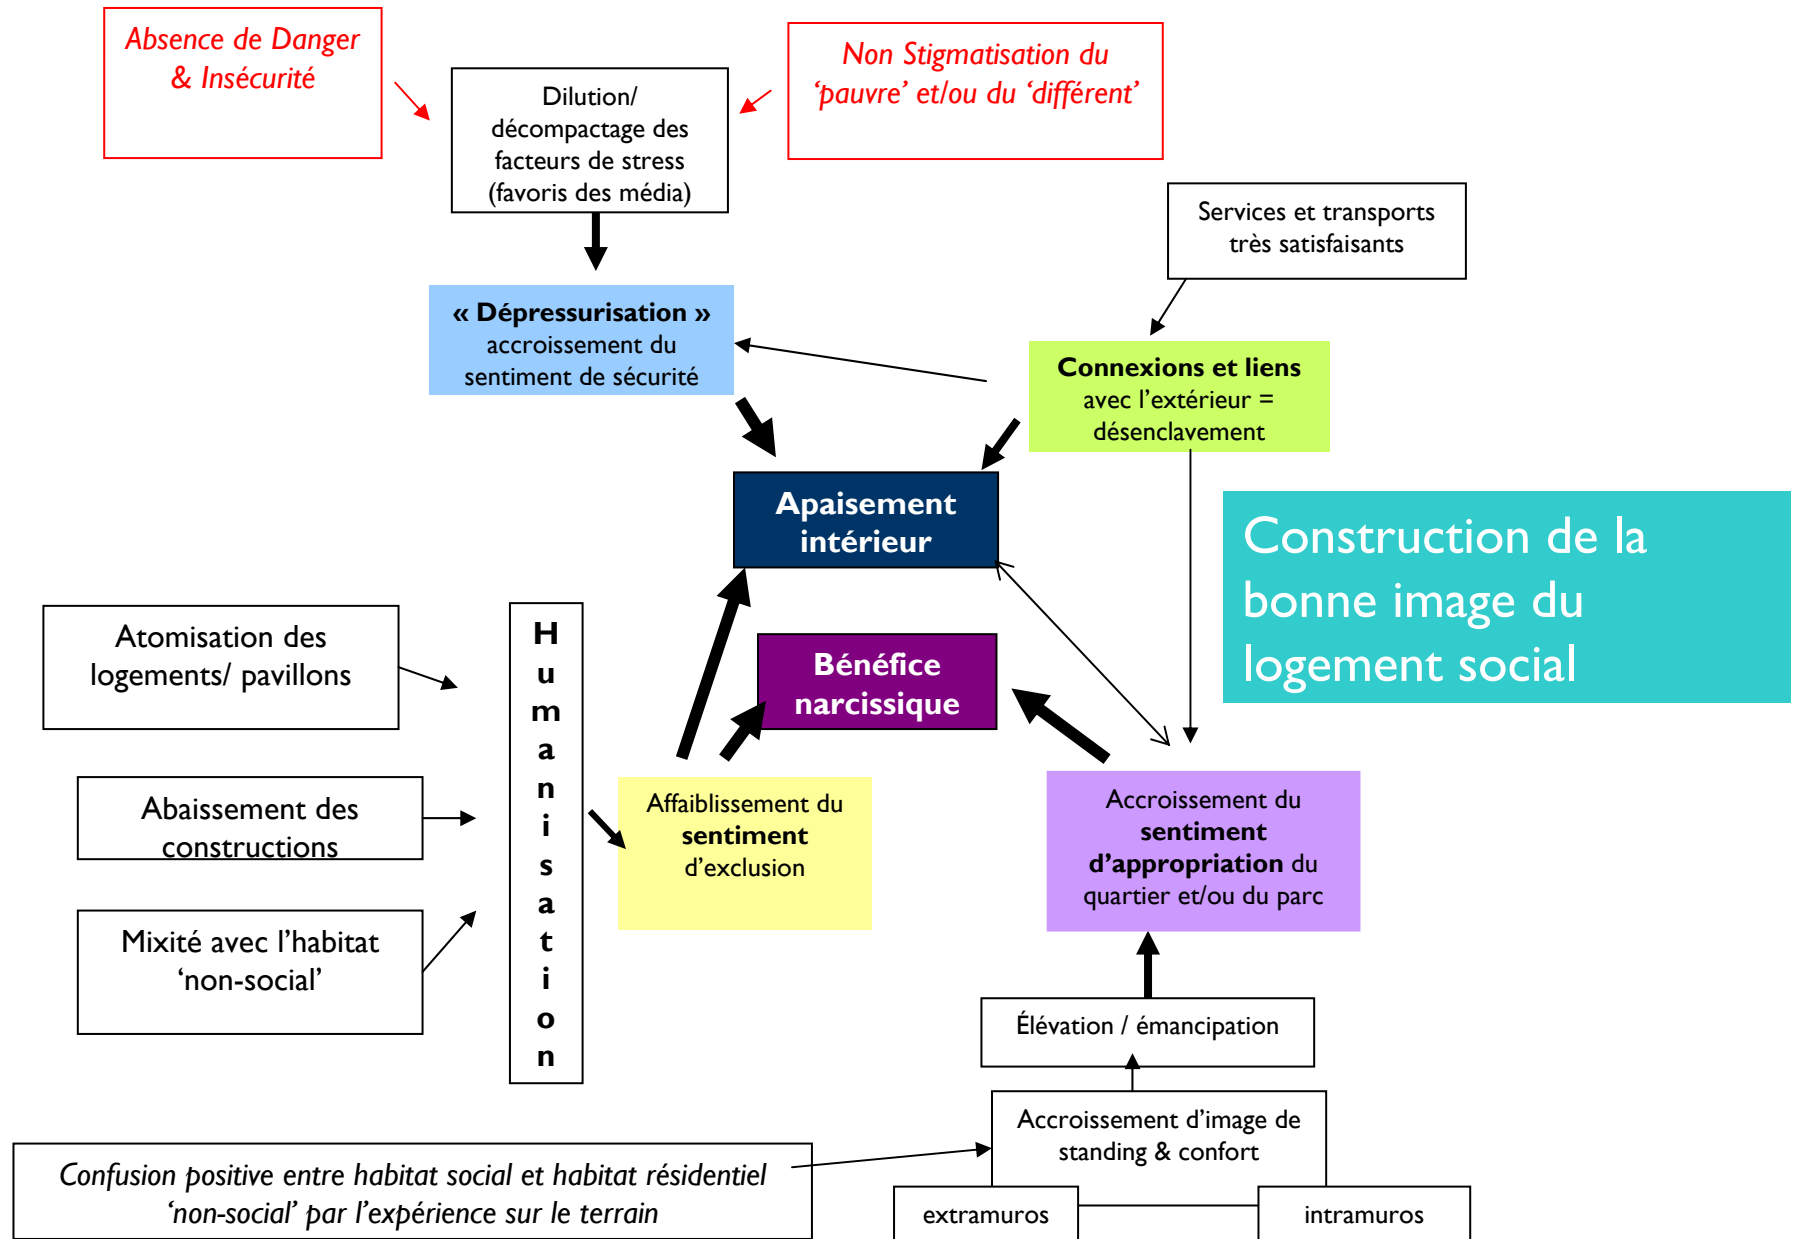 Absence de Danger
& Insécurité
Non Stigmatisation du
‘pauvre’ et/ou du ‘différent’
Dilution/
décompactage des
facteurs de stress
(favoris des média)
Services et transports
très satisfaisants
« Dépressurisation »
accroissement du
sentiment de sécurité
Connexions et liens
avec l’extérieur =
désenclavement
Apaisement
intérieur
Construction de la
bonne image du
logement social
Atomisation des
logements/ pavillons
Humanisation
Bénéfice
narcissique
Abaissement des
constructions
Affaiblissement du
sentiment
d’exclusion
Accroissement du
sentiment
d’appropriation du
quartier et/ou du parc
Mixité avec l’habitat
‘non-social’
Élévation / émancipation
Accroissement d’image de
standing & confort
Confusion positive entre habitat social et habitat résidentiel
‘non-social’ par l’expérience sur le terrain
extramuros
intramuros